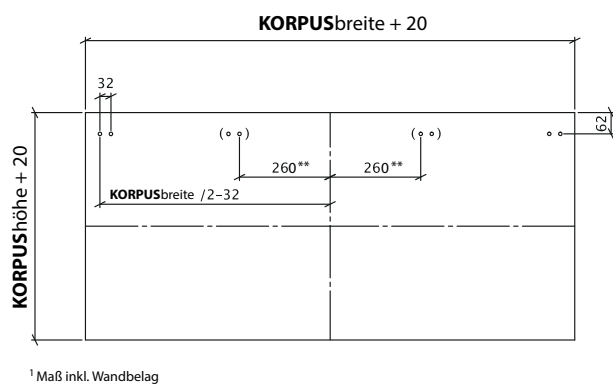 KORPUSbreite + 20
32
62
( ) ( )
260** 260**
KORPUSbreite /2-32
KORPUShöhe + 20
¹ Maß inkl. Wandbelag